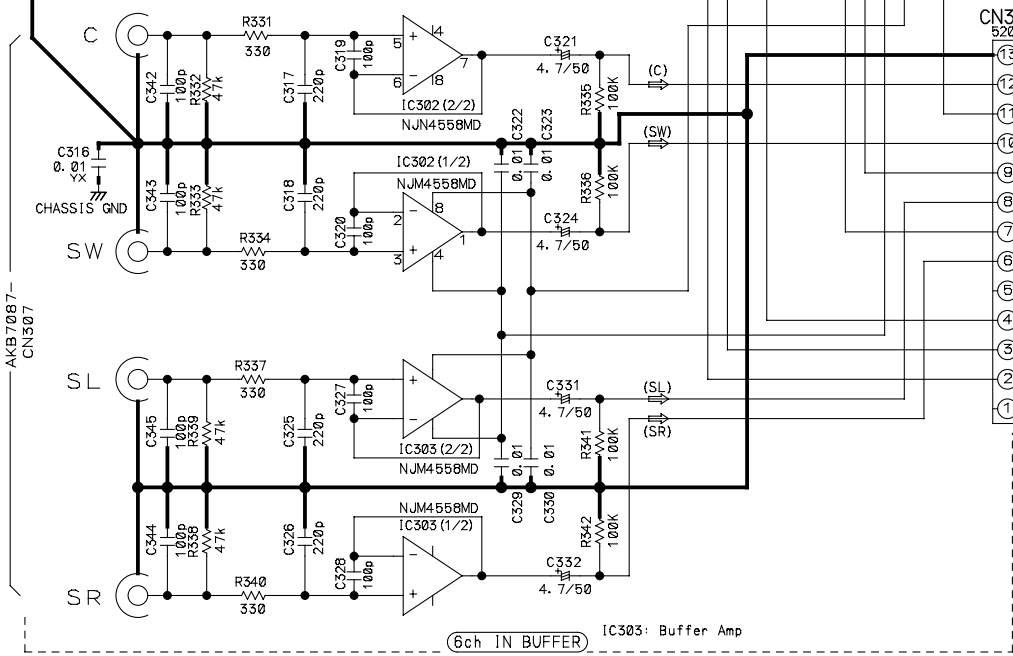 C
C342
100p
R332
47k
R331
330
C317
220p
C319
100p
5
6
4
8
7
IC302(2/2)
NJN4558MD
C321
4.7/50
R335
100K
(C)
C322
0.01
C323
0.01
(SW)
CN3
520
13
12
11
10
9
8
7
6
5
4
3
2
1
C316
0.01
YX
CHASSIS GND
C343
100p
R333
47k
C318
220p
IC302(1/2)
NJM4558MD
2
3
8
4
1
C320
100p
R336
100K
C324
4.7/50
SW
R334
330
AKB7087-
CN307
SL
R337
330
C345
100p
R339
47k
C325
220p
C327
100p
IC303(2/2)
NJM4558MD
C331
4.7/50
(SL)
(SR)
R341
100K
0.01
0.01
C329
C330
C344
100p
R338
47k
C326
220p
NJM4558MD
IC303(1/2)
C328
100p
R342
100K
C332
4.7/50
SR
R340
330
IC303: Buffer Amp
6ch IN BUFFER